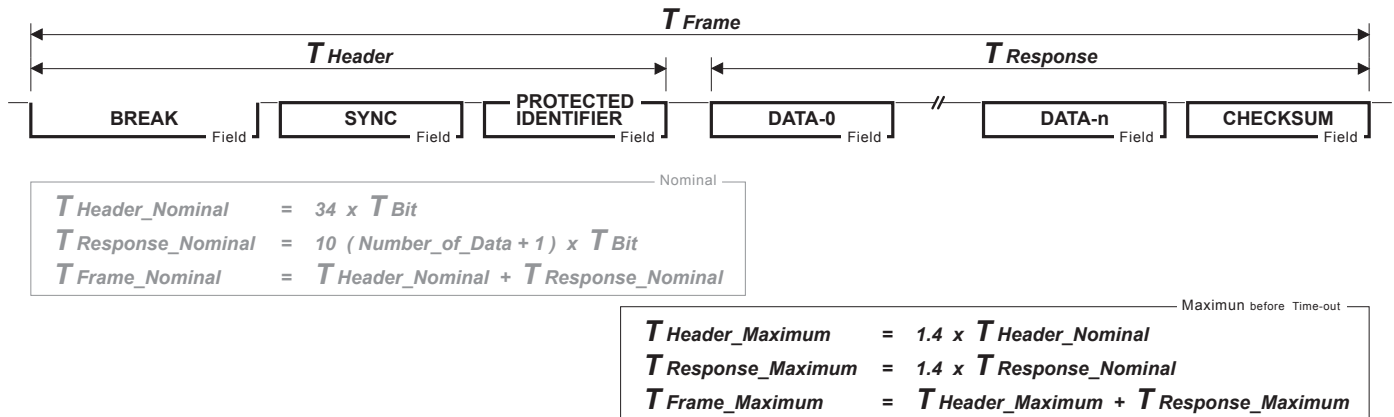 T Frame
T Header T Response
BREAK Field SYNC Field PROTECTED IDENTIFIER Field DATA-0 Field // DATA-n Field CHECKSUM Field
Nominal
T Header_Nominal = 34 x T Bit
T Response_Nominal = 10 ( Number_of_Data + 1 ) x T Bit
T Frame_Nominal = T Header_Nominal + T Response_Nominal
Maximun before Time-out
T Header_Maximum = 1.4 x T Header_Nominal
T Response_Maximum = 1.4 x T Response_Nominal
T Frame_Maximum = T Header_Maximum + T Response_Maximum